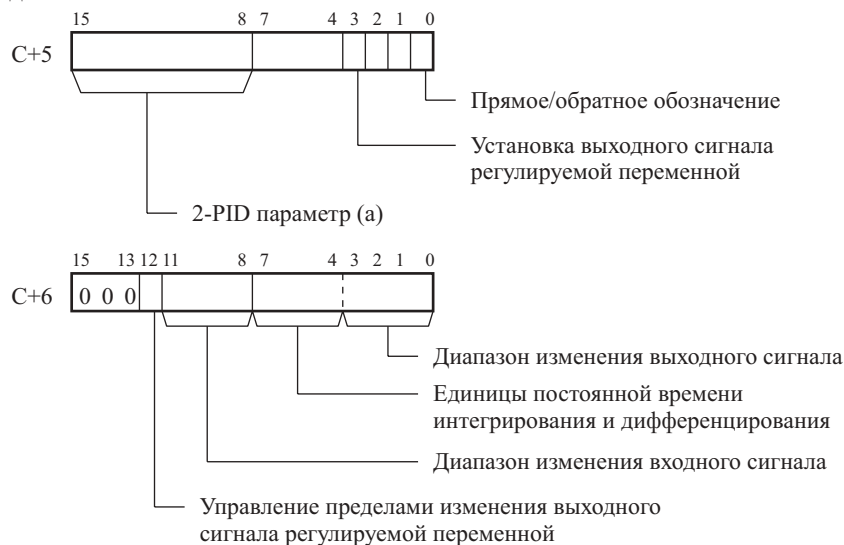 15 8 7 4 3 2 1 0
C+5
Прямое/обратное обозначение
Установка выходного сигнала
регулируемой переменной
2-PID параметр (а)
15 13 12 11 8 7 4 3 2 1 0
C+6 0 0 0
Диапазон изменения выходного сигнала
Единицы постоянной времени
интегрирования и дифференцирования
Диапазон изменения входного сигнала
Управление пределами изменения выходного
сигнала регулируемой переменной